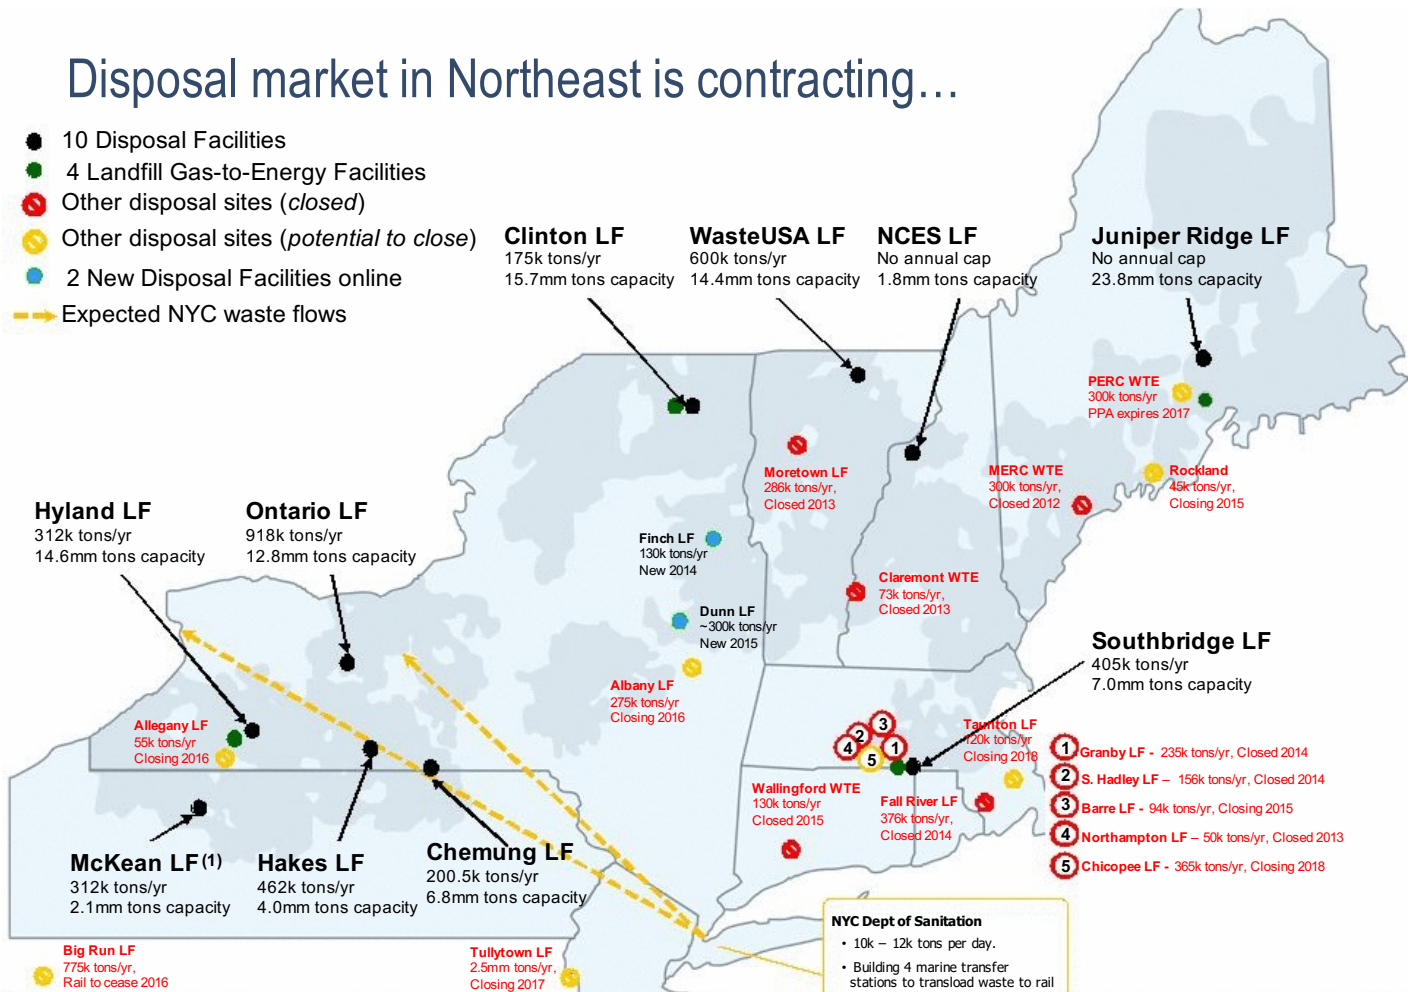 Disposal market in Northeast is contracting…
10 Disposal Facilities
4 Landfill Gas-to-Energy Facilities
Other disposal sites (closed)
Other disposal sites (potential to close)
2 New Disposal Facilities online
Expected NYC waste flows
Clinton LF
175k tons/yr
15.7mm tons capacity
WasteUSA LF
600k tons/yr
14.4mm tons capacity
NCES LF
No annual cap
1.8mm tons capacity
Juniper Ridge LF
No annual cap
23.8mm tons capacity
PERC WTE
300k tons/yr
PPA expires 2017
Moretown LF
286k tons/yr,
Closed 2013
MERC WTE
300k tons/yr,
Closed 2012
Rockland
45k tons/yr,
Closing 2015
Hyland LF
312k tons/yr
14.6mm tons capacity
Ontario LF
918k tons/yr
12.8mm tons capacity
Finch LF
130k tons/yr
New 2014
Claremont WTE
73k tons/yr,
Closed 2013
Dunn LF
~300k tons/yr
New 2015
Southbridge LF
405k tons/yr
7.0mm tons capacity
Albany LF
275k tons/yr
Closing 2016
Allegany LF
55k tons/yr
Closing 2016
3
2
4
1
5
Taunton LF
120k tons/yr
Closing 2018
1 Granby LF - 235k tons/yr, Closed 2014
2 S. Hadley LF – 156k tons/yr, Closed 2014
3 Barre LF - 94k tons/yr, Closing 2015
4 Northampton LF – 50k tons/yr, Closed 2013
5 Chicopee LF - 365k tons/yr, Closing 2018
Wallingford WTE
130k tons/yr
Closed 2015
Fall River LF
376k tons/yr,
Closed 2014
McKean LF(1)
312k tons/yr
2.1mm tons capacity
Hakes LF
462k tons/yr
4.0mm tons capacity
Chemung LF
200.5k tons/yr
6.8mm tons capacity
Big Run LF
775k tons/yr,
Rail to cease 2016
Tullytown LF
2.5mm tons/yr,
Closing 2017
NYC Dept of Sanitation
• 10k – 12k tons per day.
• Building 4 marine transfer
stations to transload waste to rail